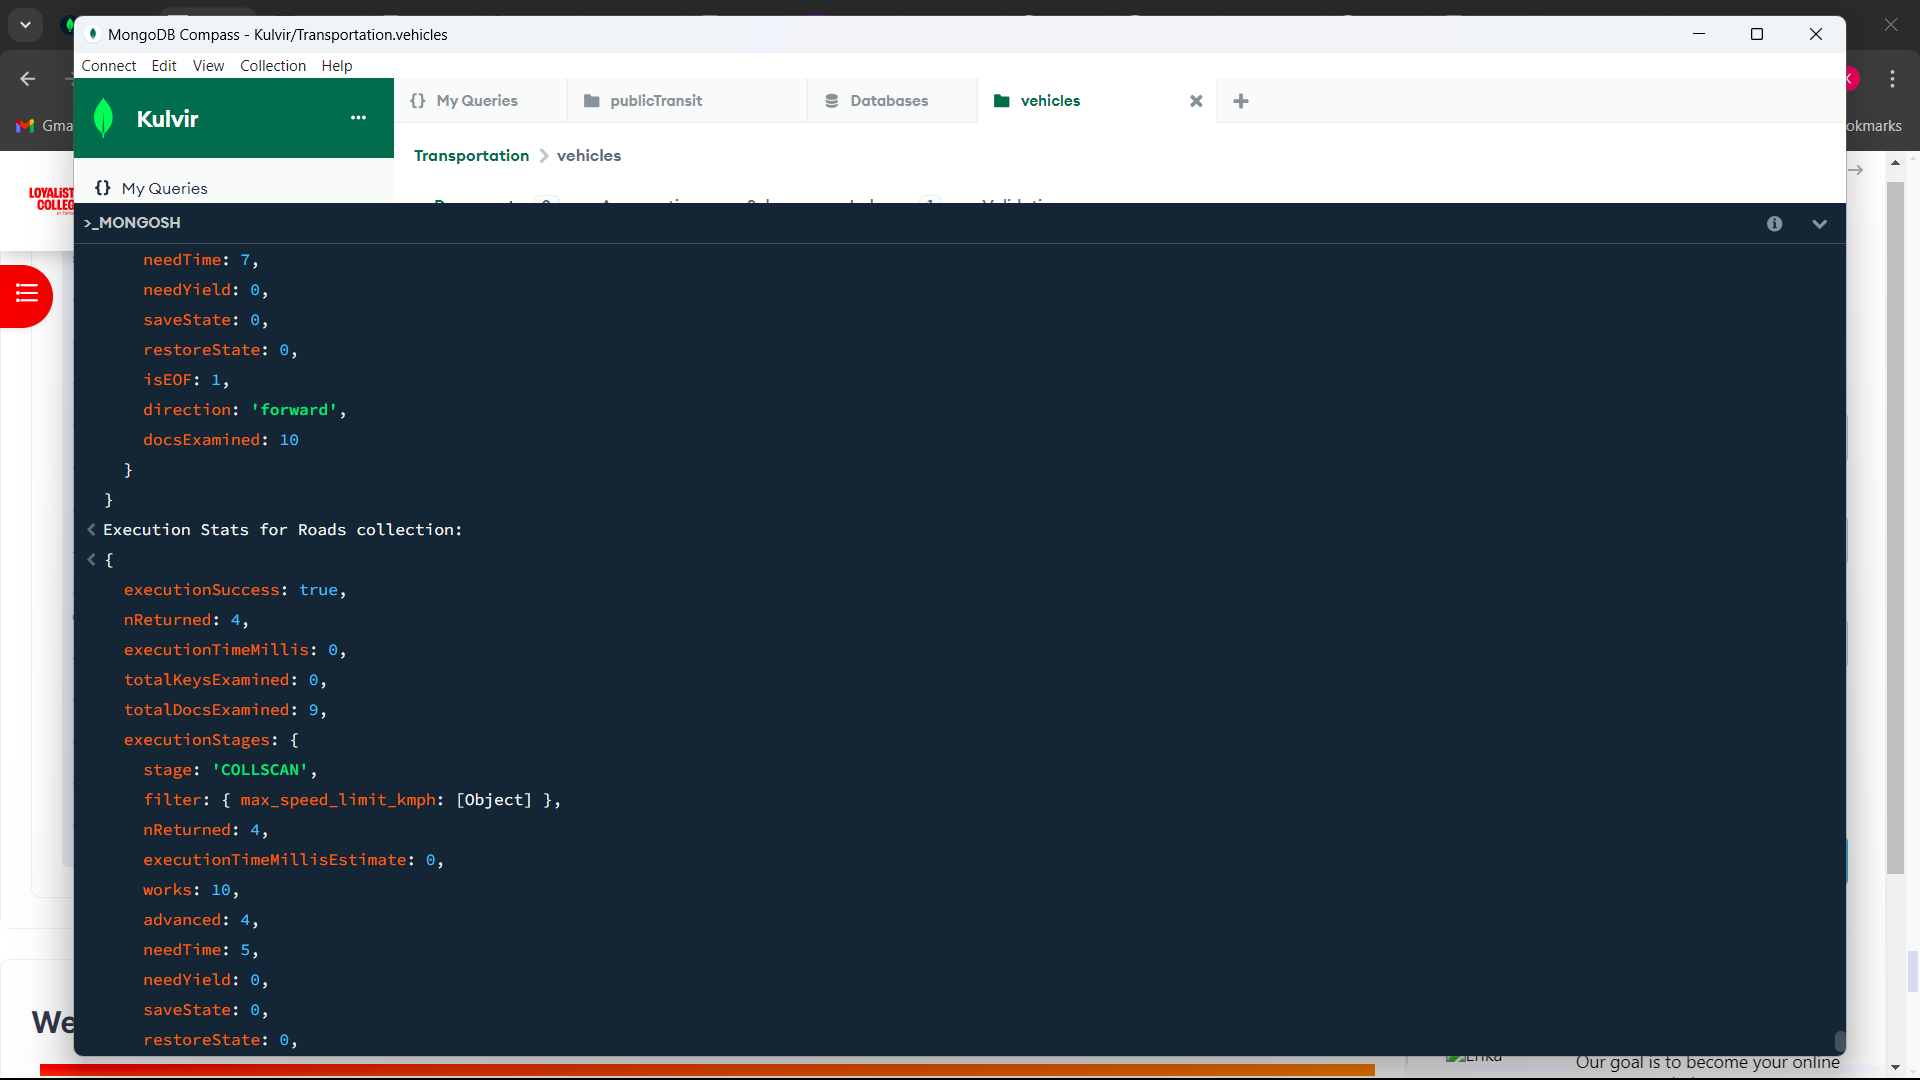 MongoDB Compass - Kulvir/Transportation.vehicles
Connect Edit View Collection Help
Kulvir ...
{} My Queries publicTransit Databases vehicles
okmarks
Gma
Transportation > vehicles
{} My Queries
LOYALIST
COLLEG
>_MONGOSH
needTime: 7,
needYield: 0,
saveState: 0,
restoreState: 0,
isEOF: 1,
direction: 'forward',
docsExamined: 10
}
}
Execution Stats for Roads collection:
{
executionSuccess: true,
nReturned: 4,
executionTimeMillis: 0,
totalKeysExamined: 0,
totalDocsExamined: 9,
executionStages: {
stage: 'COLLSCAN',
filter: { max_speed_limit_kmph: [Object] },
nReturned: 4,
executionTimeMillisEstimate: 0,
works: 10,
advanced: 4,
needTime: 5,
needYield: 0,
saveState: 0,
restoreState: 0,
We
Our goal is to become your online